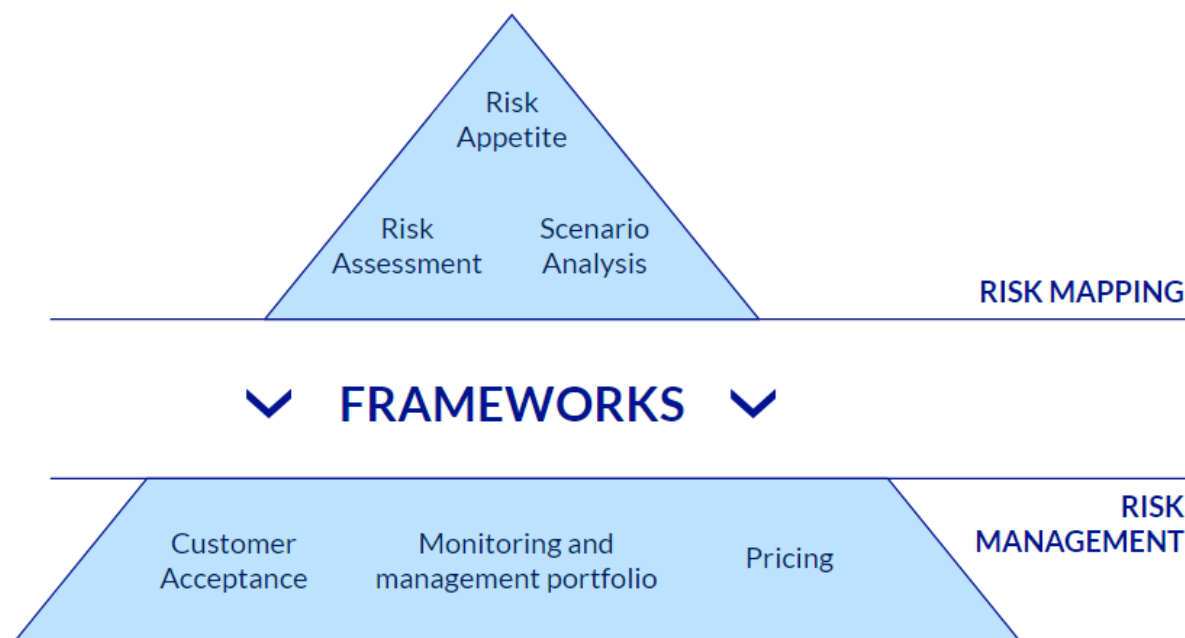 Risk
Appetite
Risk
Assessment
Scenario
Analysis
RISK MAPPING
FRAMEWORKS
RISK
MANAGEMENT
Customer
Acceptance
Monitoring and
management portfolio
Pricing